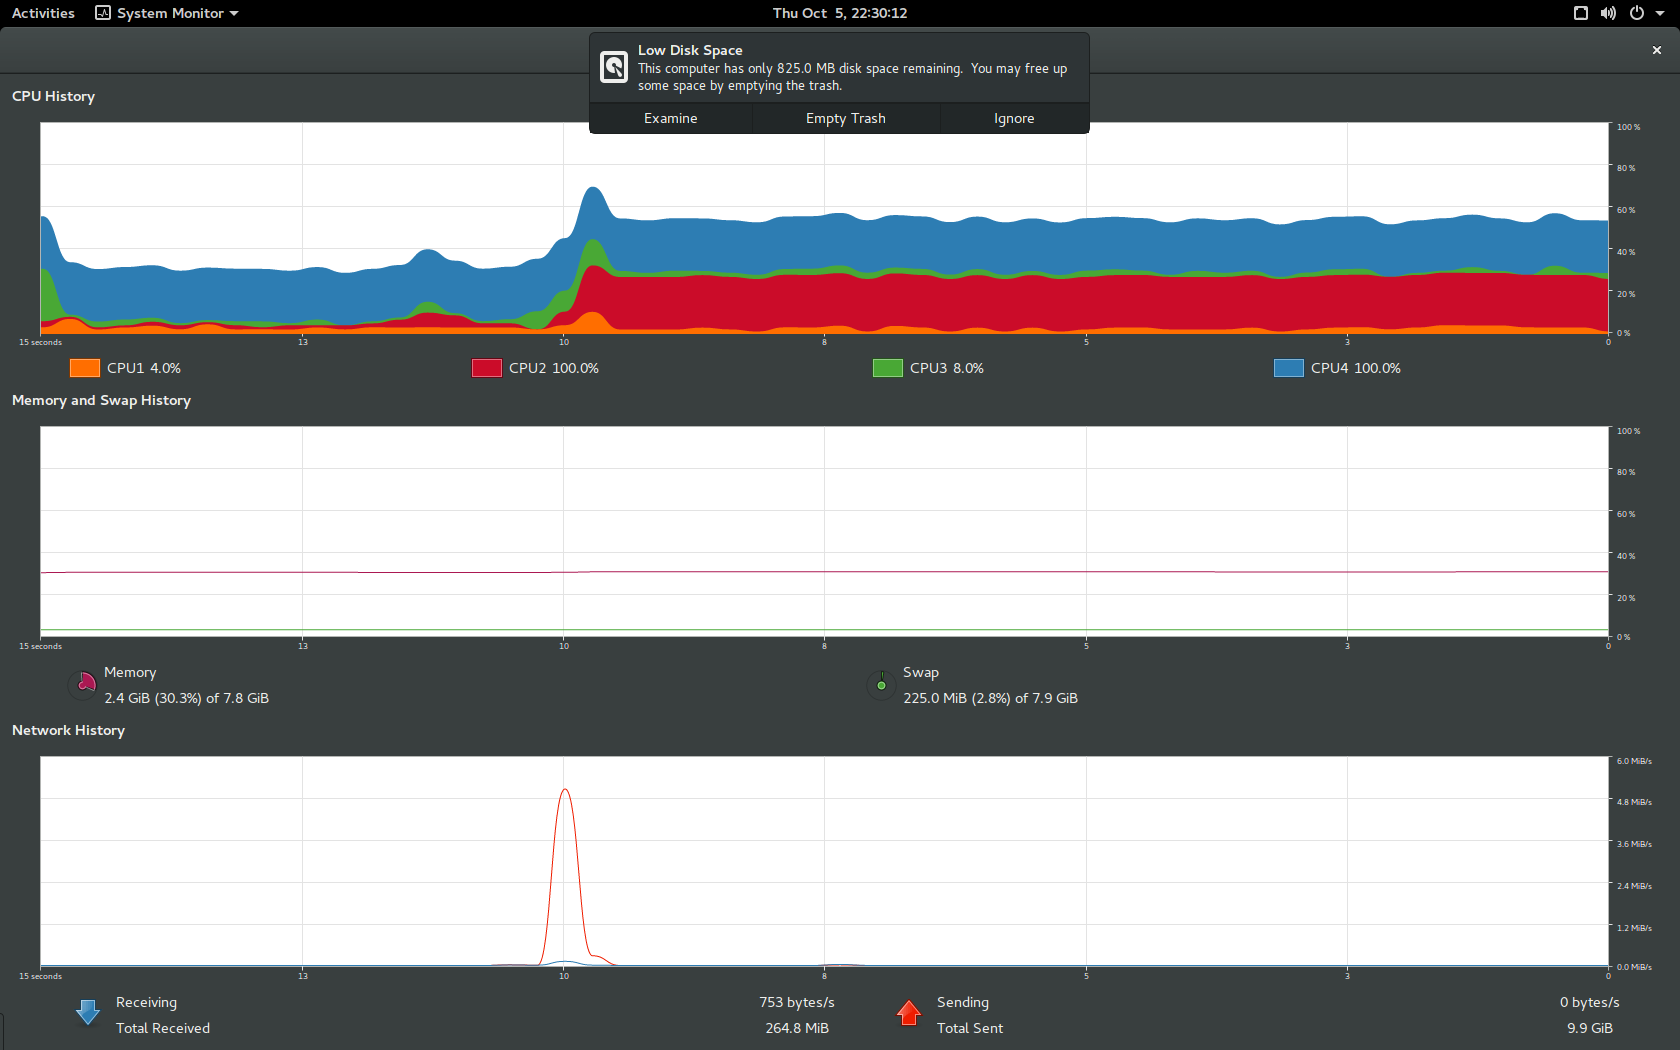 Activities
System Monitor
Thu Oct 5, 22:30:12
Low Disk Space
This computer has only 825.0 MB disk space remaining. You may free up
some space by emptying the trash.
Examine
Empty Trash
Ignore
CPU History
100 %
80 %
60 %
40 %
20 %
0 %
15 seconds
13
10
8
5
3
0
CPU1 4.0%
CPU2 100.0%
CPU3 8.0%
CPU4 100.0%
Memory and Swap History
100 %
80 %
60 %
40 %
20 %
0 %
15 seconds
13
10
8
5
3
0
Memory
2.4 GiB (30.3%) of 7.8 GiB
Swap
225.0 MiB (2.8%) of 7.9 GiB
Network History
6.0 MiB/s
4.8 MiB/s
3.6 MiB/s
2.4 MiB/s
1.2 MiB/s
0.0 MiB/s
15 seconds
13
10
8
5
3
0
Receiving
753 bytes/s
Total Received
264.8 MiB
Sending
0 bytes/s
Total Sent
9.9 GiB